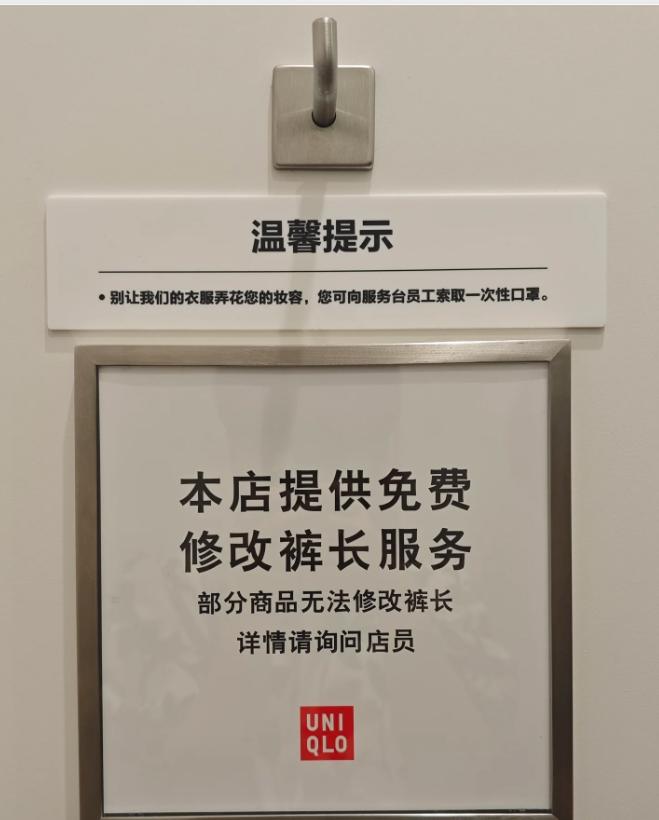 温馨提示
• 别让我们的衣服弄花您的妆容，您可向服务台员工索取一次性口罩。
本店提供免费
修改裤长服务
部分商品无法修改裤长
详情请询问店员
UNI
QLO